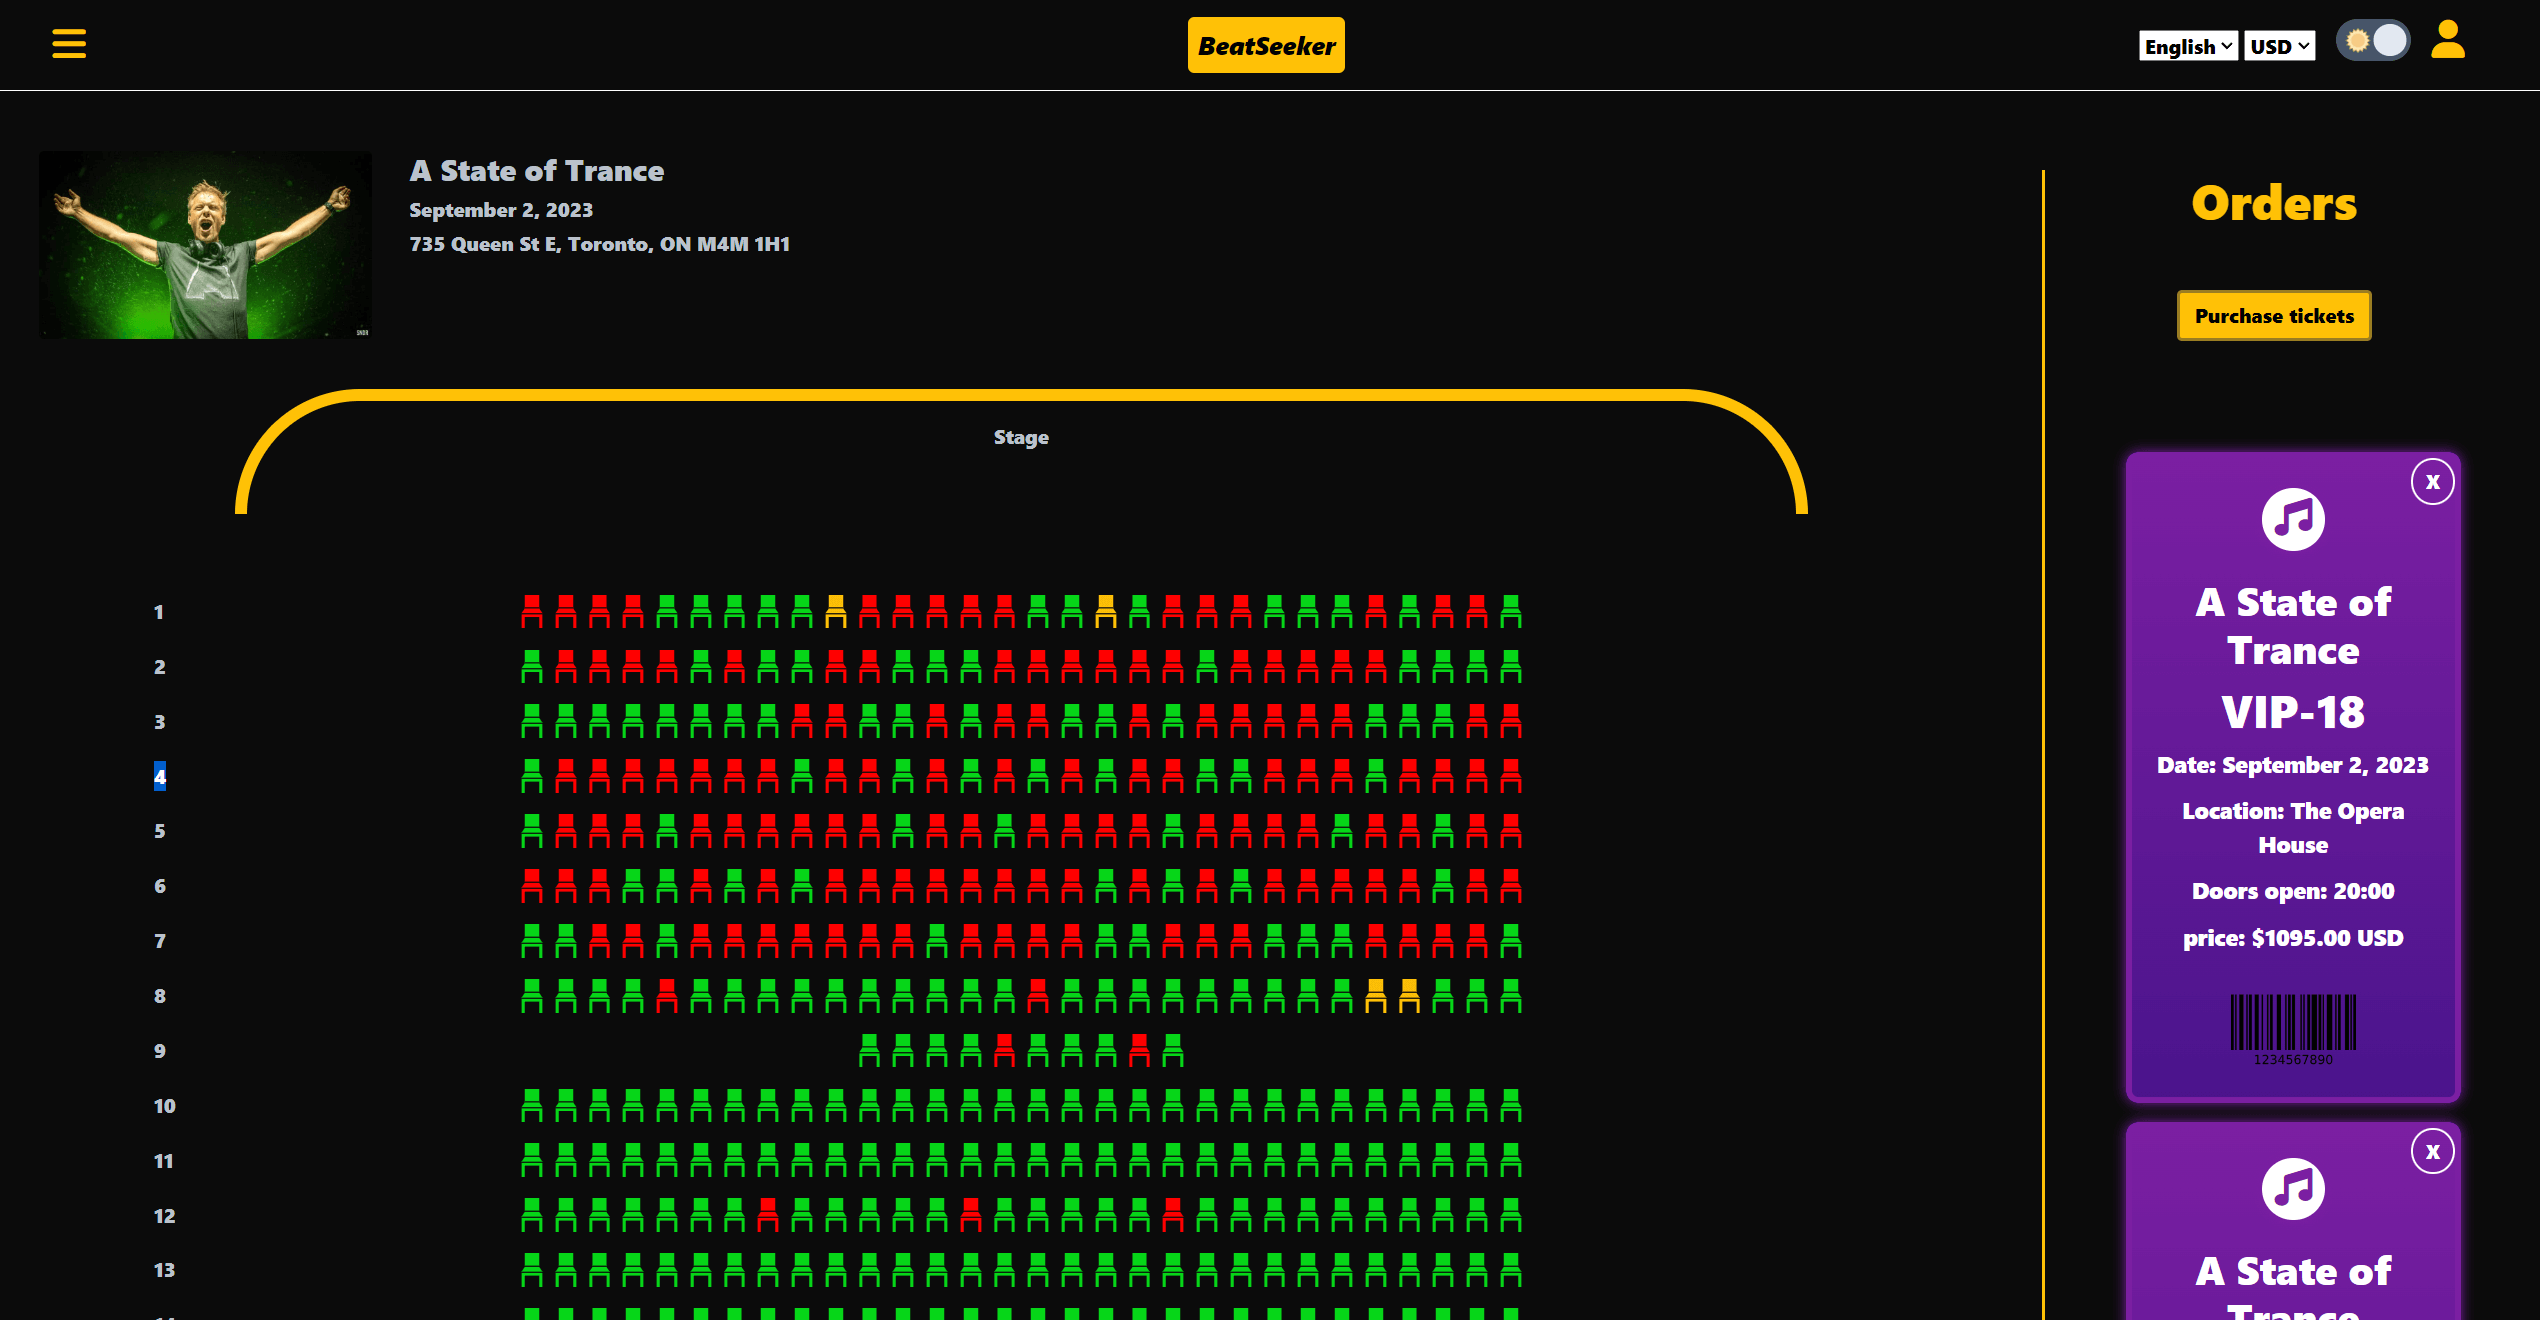 BeatSeeker
English
USD
A State of Trance
September 2, 2023
735 Queen St E, Toronto, ON M4M 1H1
Stage
1
2
3
4
5
6
7
8
9
10
11
12
13
Orders
Purchase tickets
X
A State of
Trance
VIP-18
Date: September 2, 2023
Location: The Opera
House
Doors open: 20:00
price: $1095.00 USD
1234567890
X
A State of
Trance